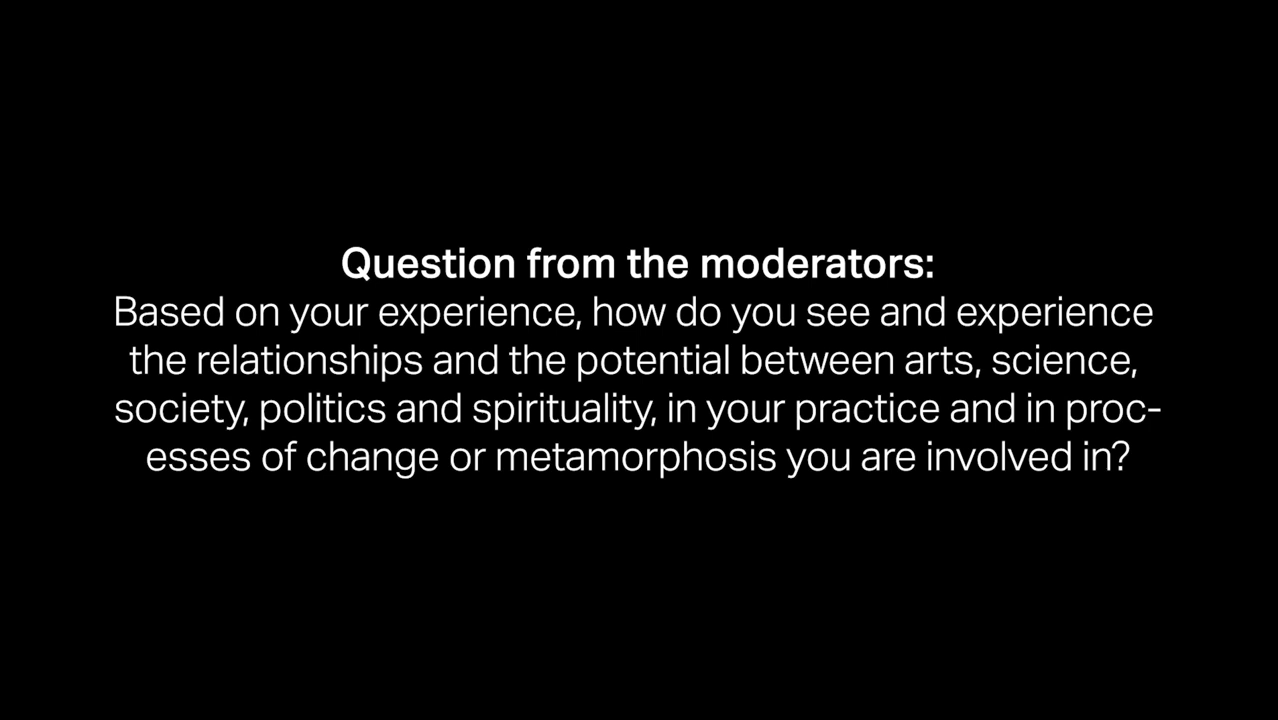 Question from the moderators:
Based on your experience, how do you see and experience
the relationships and the potential between arts, science,
society, politics and spirituality, in your practice and in proc-
esses of change or metamorphosis you are involved in?